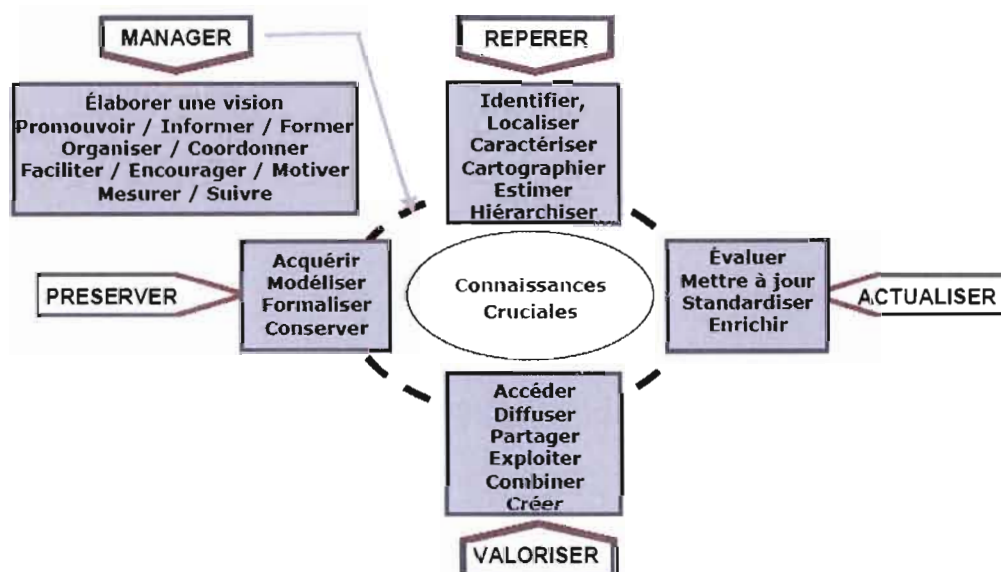 MANAGER
Élaborer une vision
Promouvoir / Informer / Former
Organiser / Coordonner
Faciliter / Encourager / Motiver
Mesurer / Suivre
REPERER
Identifier,
Localiser
Caractériser
Cartographier
Estimer
Hiérarchiser
PRESERVER
Acquérir
Modéliser
Formaliser
Conserver
Connaissances
Cruciales
Évaluer
Mettre à jour
Standardiser
Enrichir
ACTUALISER
Accéder
Diffuser
Partager
Exploiter
Combiner
Créer
VALORISER